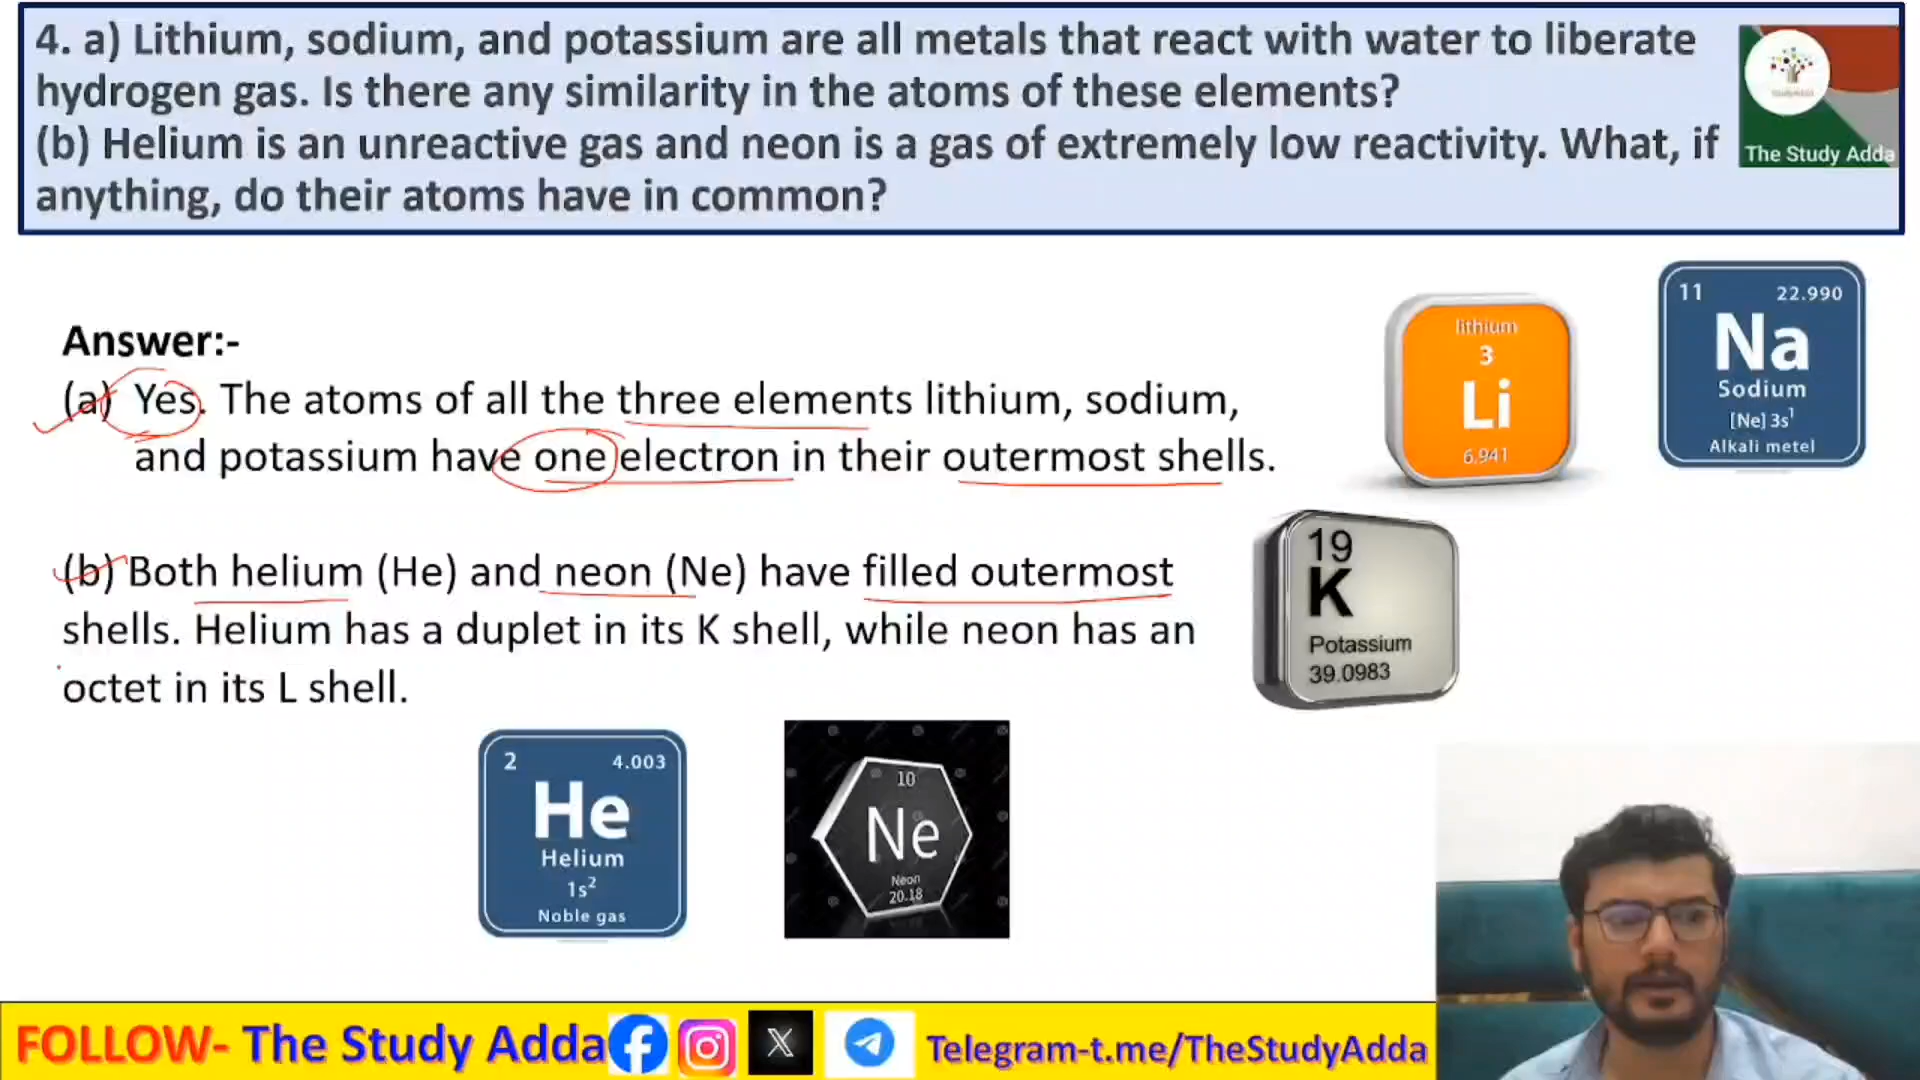 4. a) Lithium, sodium, and potassium are all metals that react with water to liberate
hydrogen gas. Is there any similarity in the atoms of these elements?
(b) Helium is an unreactive gas and neon is a gas of extremely low reactivity. What, if
anything, do their atoms have in common?
The Study Adda
Answer:-
(a) Yes. The atoms of all the three elements lithium, sodium,
and potassium have one electron in their outermost shells.
(b) Both helium (He) and neon (Ne) have filled outermost
shells. Helium has a duplet in its K shell, while neon has an
octet in its L shell.
lithium
3
Li
6.941
11 22.990
Na
Sodium
[Ne] 3s¹
Alkali metel
19
K
Potassium
39.0983
2 4.003
He
Helium
1s²
Noble gas
10
Ne
Neon
20.18
FOLLOW- The Study Adda
Telegram-t.me/TheStudyAdda